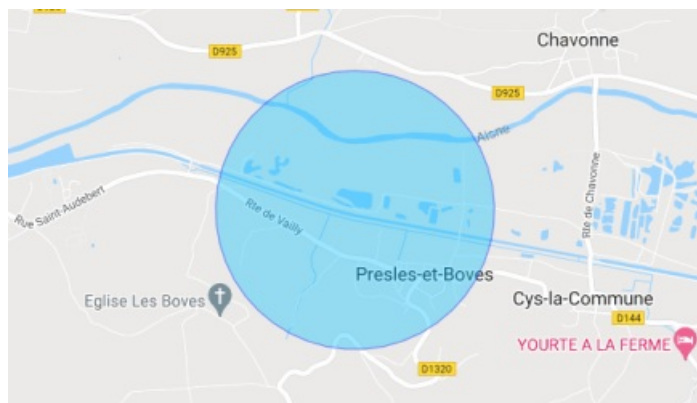 Chavonne
D925
D925
Aisne
Rte de Chavonne
Rue Saint-Audebert
Rte de Vailly
Presles-et-Boves
Eglise Les Boves
Cys-la-Commune
D144
YOURTE A LA FERME
D1320